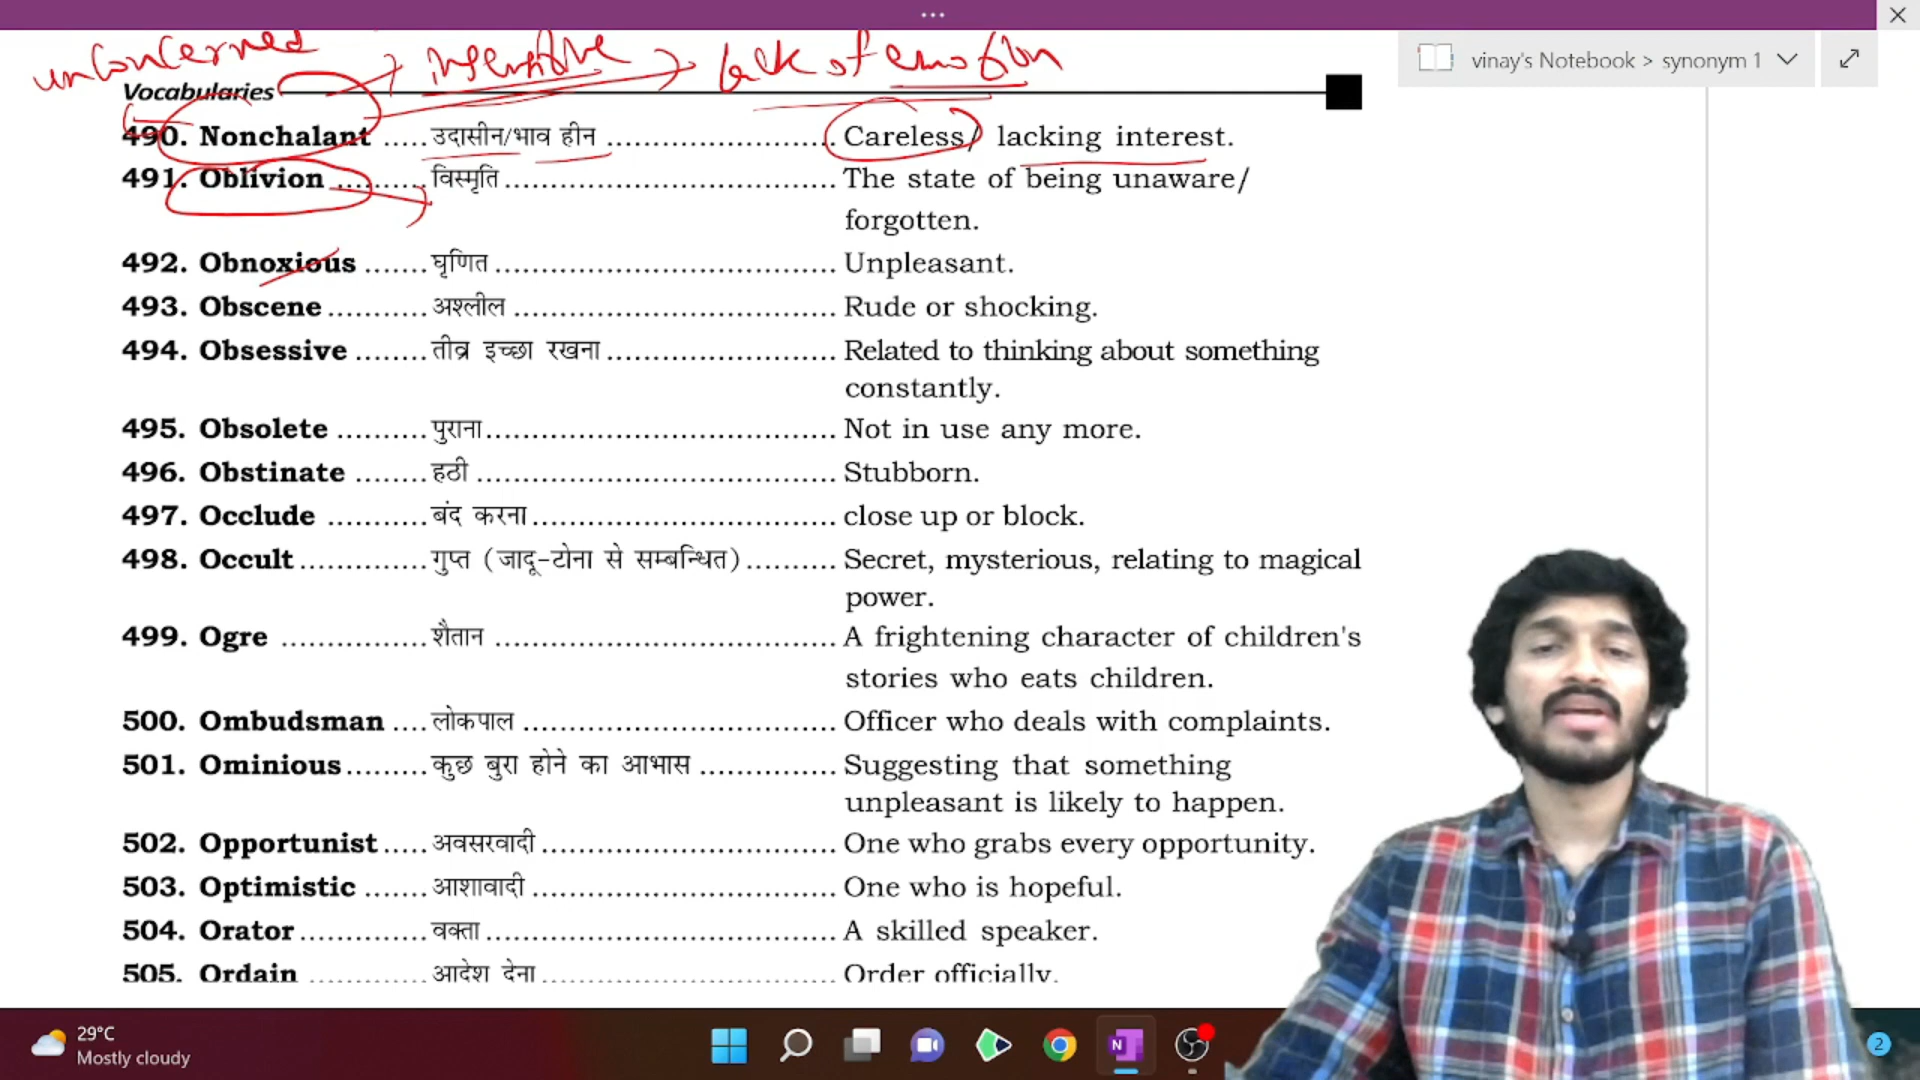 ...
vinay's Notebook > synonym 1
unconcerned
lack of emotion
Vocabularies
490. Nonchalant ..... उदासीन/भाव हीन ......................... Careless/ lacking interest.
491. Oblivion .......... विस्मृति .................................... The state of being unaware/
forgotten.
492. Obnoxious ....... घृणित ..................................... Unpleasant.
493. Obscene ........... अश्लील ................................... Rude or shocking.
494. Obsessive ........ तीव्र इच्छा रखना ......................... Related to thinking about something
constantly.
495. Obsolete .......... पुराना ...................................... Not in use any more.
496. Obstinate ........ हठी ....................................... Stubborn.
497. Occlude ........... बंद करना ................................. close up or block.
498. Occult .............. गुप्त (जादू-टोना से सम्बन्धित) .......... Secret, mysterious, relating to magical
power.
499. Ogre ................ शैतान ..................................... A frightening character of children's
stories who eats children.
500. Ombudsman .... लोकपाल .................................. Officer who deals with complaints.
501. Ominious ......... कुछ बुरा होने का आभास ............... Suggesting that something
unpleasant is likely to happen.
502. Opportunist ..... अवसरवादी ................................ One who grabs every opportunity.
503. Optimistic ....... आशावादी ................................. One who is hopeful.
504. Orator .............. वक्ता ...................................... A skilled speaker.
505. Ordain ............. आदेश देना ................................ Order officially.
29°C
Mostly cloudy
N
2